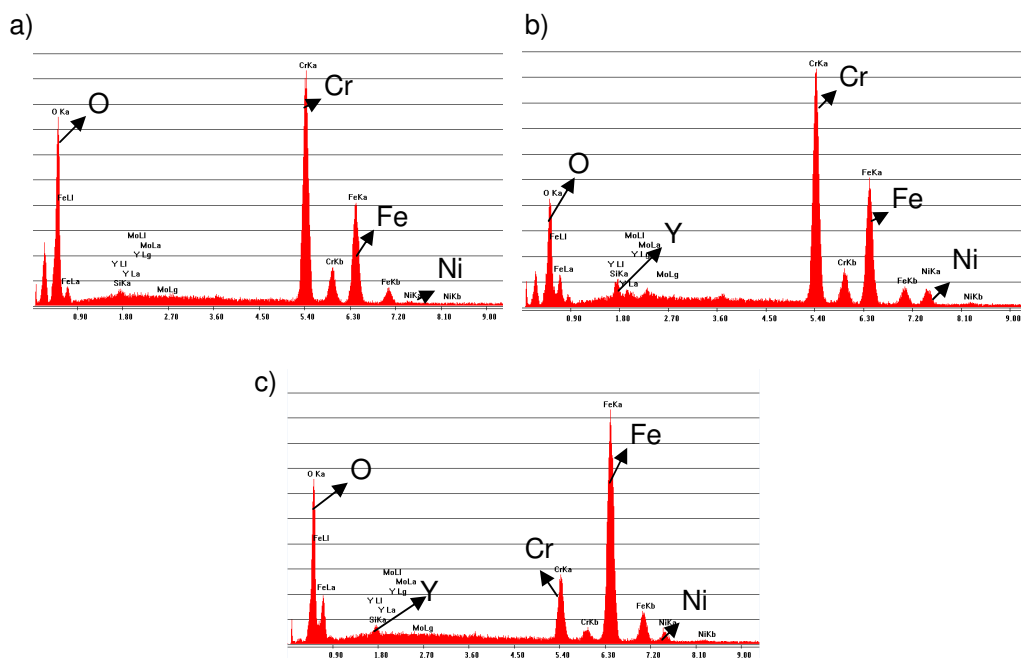 a)
CrKa
Cr
O Ka
O
FeLl
FeKa
Fe
MoLl
MoLa
Y Lg
Y Ll
Y La
SiKa
MoLg
FeLa
CrKb
FeKb
Ni
NiKa
NiKb
0.90 1.80 2.70 3.60 4.50 5.40 6.30 7.20 8.10 9.00
b)
CrKa
Cr
O
O Ka
FeKa
Fe
FeLl
MoLl
MoLa
Y Lg
Y
Y Ll
SiKa
MoLg
FeLa
CrKb
FeKb
NiKa
Ni
NiKb
0.90 1.80 2.70 3.60 4.50 5.40 6.30 7.20 8.10 9.00
c)
FeKa
Fe
O Ka
O
FeLl
Cr
CrKa
MoLl
MoLa
Y Lg
Y
Y Ll
Y La
SiKa
MoLg
FeLa
CrKb
FeKb
Ni
NiKa
NiKb
0.90 1.80 2.70 3.60 4.50 5.40 6.30 7.20 8.10 9.00